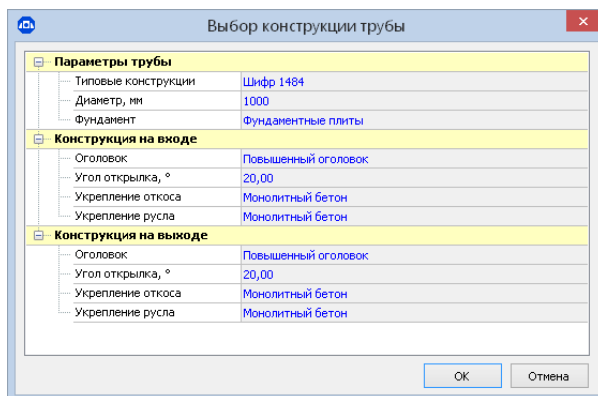 Выбор конструкции трубы
Параметры трубы
Типовые конструкции Шифр 1484
Диаметр, мм 1000
Фундамент Фундаментные плиты
Конструкция на входе
Оголовок Повышенный оголовок
Угол открылка, ° 20,00
Укрепление откоса Монолитный бетон
Укрепление русла Монолитный бетон
Конструкция на выходе
Оголовок Повышенный оголовок
Угол открылка, ° 20,00
Укрепление откоса Монолитный бетон
Укрепление русла Монолитный бетон
OK Отмена